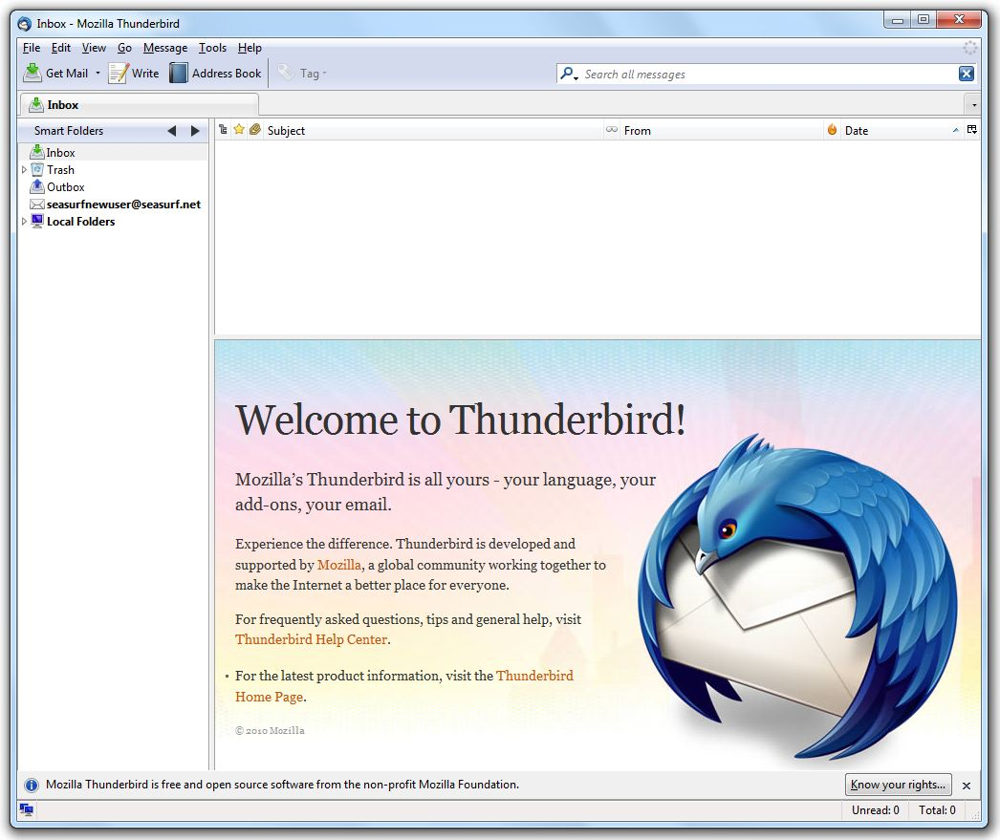 Inbox - Mozilla Thunderbird
File Edit View Go Message Tools Help
Get Mail Write Address Book Tag Search all messages
Inbox
Smart Folders
Subject From Date
Inbox
Trash
Outbox
seasurfnewuser@seasurf.net
Local Folders
Welcome to Thunderbird!
Mozilla’s Thunderbird is all yours - your language, your
add-ons, your email.
Experience the difference. Thunderbird is developed and
supported by Mozilla, a global community working together to
make the Internet a better place for everyone.
For frequently asked questions, tips and general help, visit
Thunderbird Help Center.
For the latest product information, visit the Thunderbird
Home Page.
© 2010 Mozilla
Mozilla Thunderbird is free and open source software from the non-profit Mozilla Foundation. Know your rights...
Unread: 0 Total: 0